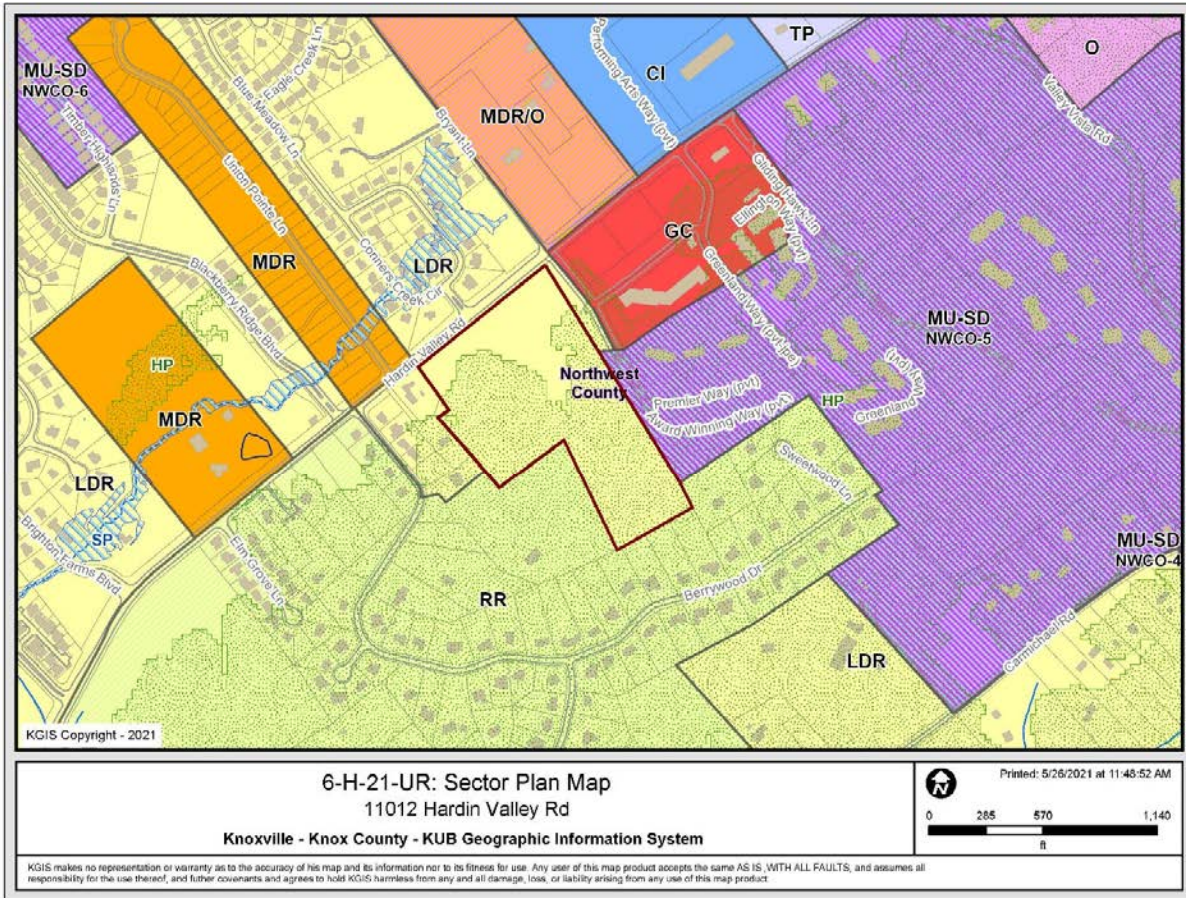 TP
O
CI
MU-SD
NWCO-6
Eagle Creek Ln
Blue Meadow Ln
Bryant Ln
Performing Arts Way (pvt)
Valley Vista Rd
MDR/O
Timber Highlands Ln
Union Pointe Ln
Gliding Hawk Ln
Ellington Way (pvt)
GC
MDR
LDR
Conners Creek Cir
Blackberry Ridge Blvd
Greenland Way (pvt-pe)
MU-SD
NWCO-5
Hardin Valley Rd
HP
Northwest
County
Premier Way (pvt)
HP
Greenland Way (pvt)
MDR
Award Winning Way (pvt)
Sweetwood Ln
LDR
SP
Brighton Farms Blvd
Elm Grove Ln
MU-SD
NWCO-4
RR
Berrywood Dr
Carmichael Rd
LDR
KGIS Copyright - 2021
6-H-21-UR: Sector Plan Map
11012 Hardin Valley Rd
Knoxville - Knox County - KUB Geographic Information System
N
Printed: 5/26/2021 at 11:48:52 AM
0 285 570 1,140
ft
KGIS makes no representation or warranty as to the accuracy of his map and its information nor to its fitness for use. Any user of this map product accepts the same AS IS ,WITH ALL FAULTS, and assumes all
responsibility for the use thereof, and futher covenants and agrees to hold KGIS harmless from any and all damage, loss, or liability arising from any use of this map product.